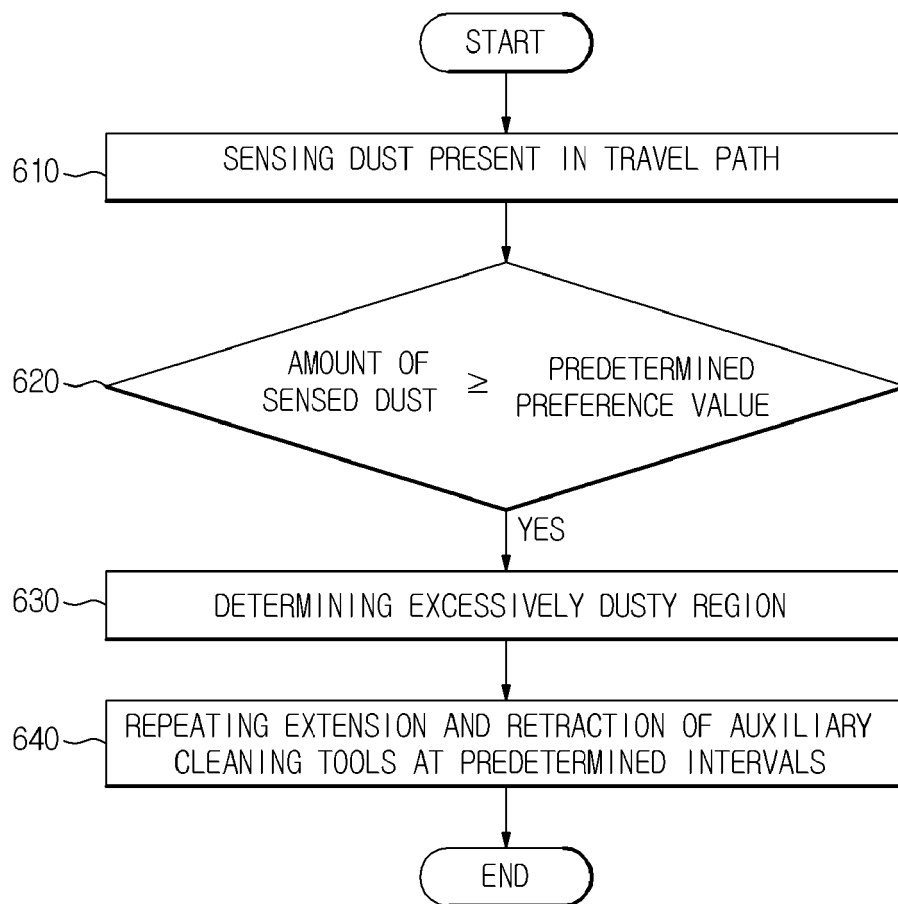 START
610
SENSING DUST PRESENT IN TRAVEL PATH
620
AMOUNT OF
SENSED DUST
≥
PREDETERMINED
PREFERENCE VALUE
YES
630
DETERMINING EXCESSIVELY DUSTY REGION
640
REPEATING EXTENSION AND RETRACTION OF AUXILIARY
CLEANING TOOLS AT PREDETERMINED INTERVALS
END